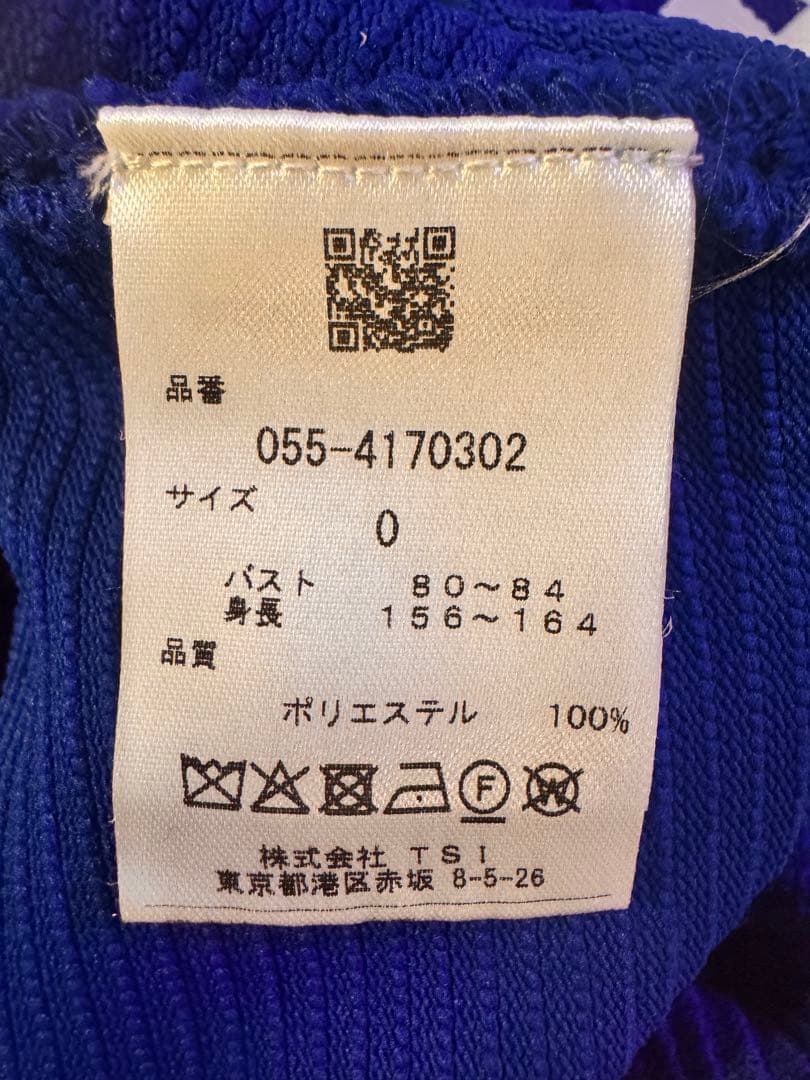 品番
055-4170302
サイズ
0
バスト 80～84
身長 156～164
品質
ポリエステル 100%
F
W
株式会社 TSI
東京都港区赤坂 8-5-26